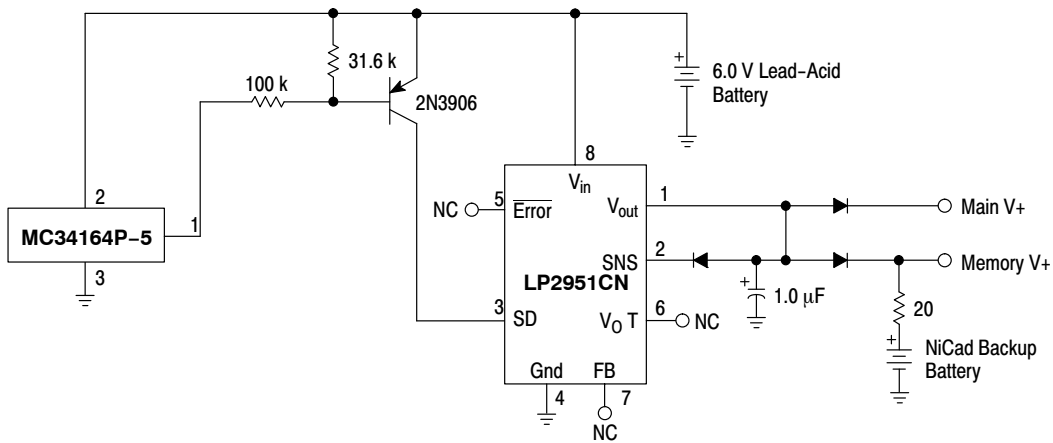 31.6 k
100 k
2N3906
6.0 V Lead-Acid
Battery
8
Vin
2
MC34164P-5
1
3
NC
5
Error
Vout
1
Main V+
SNS
2
LP2951CN
Memory V+
1.0 μF
3
SD
VO T
6
NC
20
NiCad Backup
Battery
Gnd
FB
4
7
NC